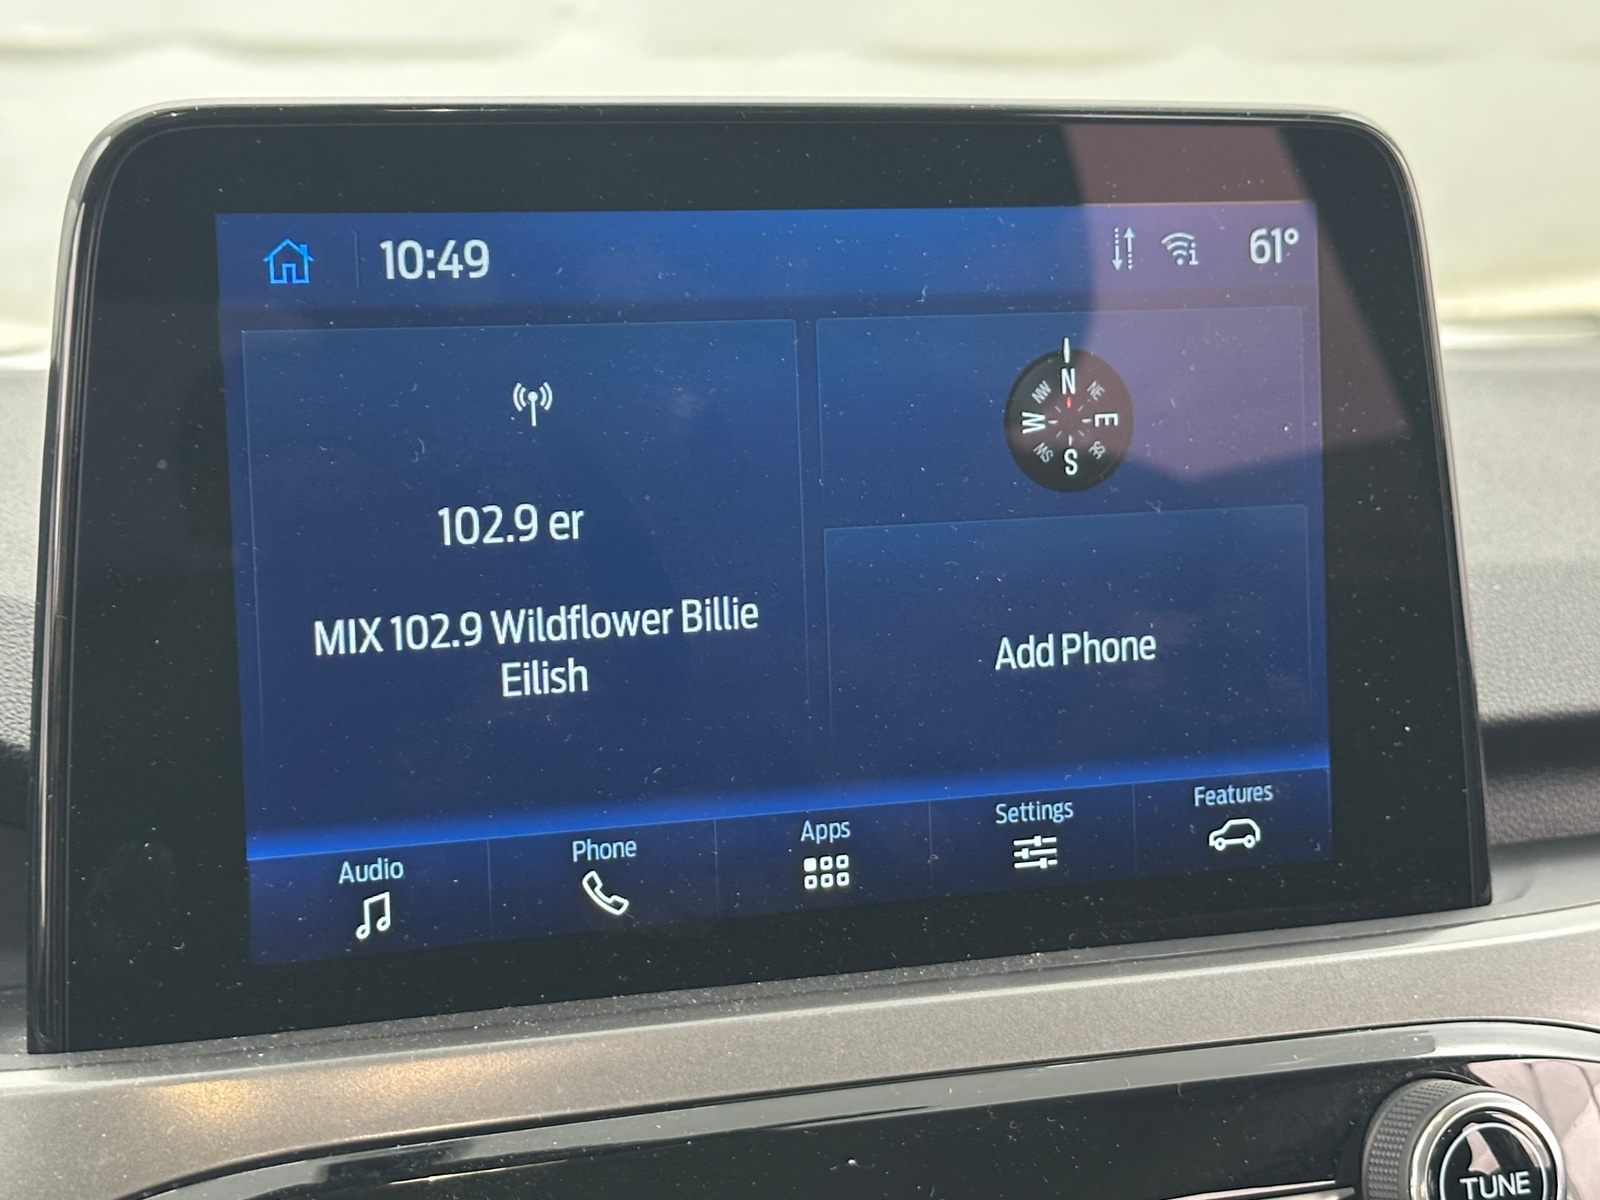 10:49
61°
N
NE
E
SE
S
SW
W
NW
102.9 er
MIX 102.9 Wildflower Billie
Eilish
Add Phone
Audio
Phone
Apps
Settings
Features
TUNE